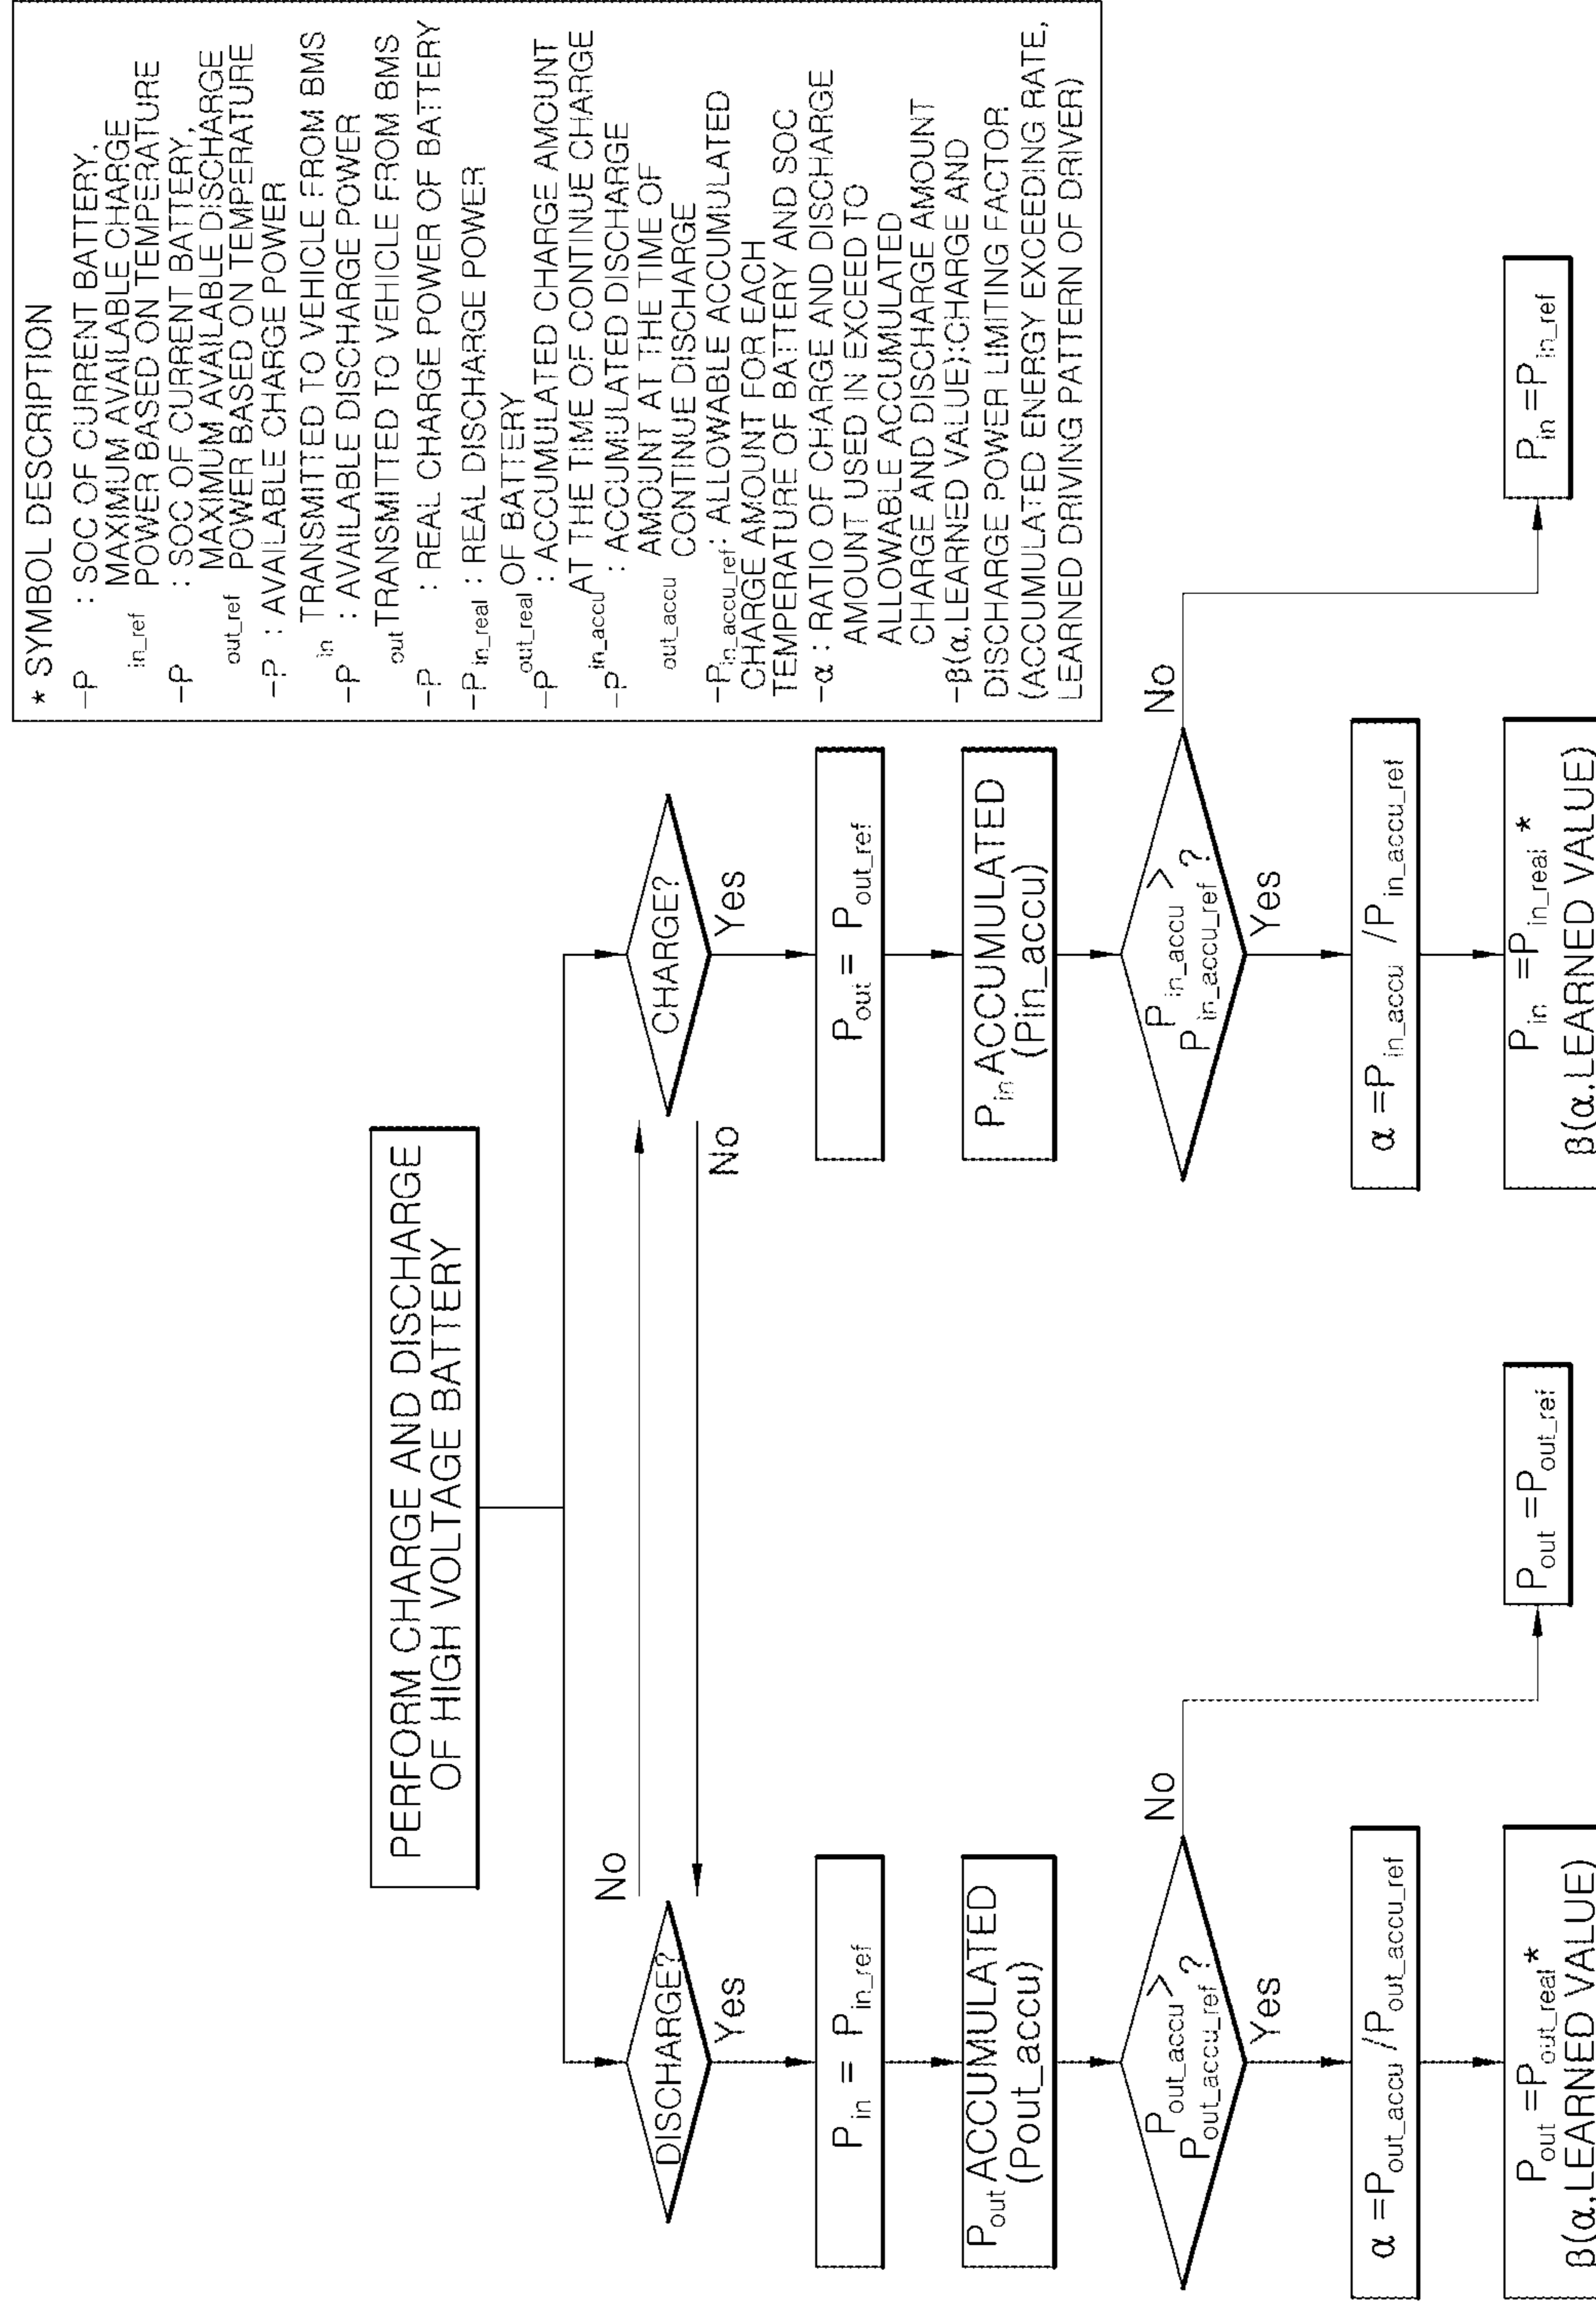 * SYMBOL DESCRIPTION
-P in_ref : SOC OF CURRENT BATTERY,
MAXIMUM AVAILABLE CHARGE
POWER BASED ON TEMPERATURE
-P out_ref : SOC OF CURRENT BATTERY,
MAXIMUM AVAILABLE DISCHARGE
POWER BASED ON TEMPERATURE
-P in : AVAILABLE CHARGE POWER
TRANSMITTED TO VEHICLE FROM BMS
-P out : AVAILABLE DISCHARGE POWER
TRANSMITTED TO VEHICLE FROM BMS
-P in_real : REAL CHARGE POWER OF BATTERY
-P out_real : REAL DISCHARGE POWER
OF BATTERY
-P in_accu : ACCUMULATED CHARGE AMOUNT
AT THE TIME OF CONTINUE CHARGE
-P out_accu : ACCUMULATED DISCHARGE
AMOUNT AT THE TIME OF
CONTINUE DISCHARGE
-P in_accu_ref : ALLOWABLE ACCUMULATED
CHARGE AMOUNT FOR EACH
TEMPERATURE OF BATTERY AND SOC
-α : RATIO OF CHARGE AND DISCHARGE
AMOUNT USED IN EXCEED TO
ALLOWABLE ACCUMULATED
CHARGE AND DISCHARGE AMOUNT
-β(α,LEARNED VALUE):CHARGE AND
DISCHARGE POWER LIMITING FACTOR
(ACCUMULATED ENERGY EXCEEDING RATE,
LEARNED DRIVING PATTERN OF DRIVER)
PERFORM CHARGE AND DISCHARGE
OF HIGH VOLTAGE BATTERY
DISCHARGE?
No
Yes
P in = P in_ref
P out ACCUMULATED
(Pout_accu)
P out_accu >
P out_accu_ref ?
No
Yes
α =P out_accu /P out_accu_ref
P out =P out_real *
β(α,LEARNED VALUE)
P out =P out_ref
CHARGE?
No
Yes
P out = P out_ref
P in ACCUMULATED
(Pin_accu)
P in_accu >
P in_accu_ref ?
No
Yes
α =P in_accu /P in_accu_ref
P in =P in_real *
β(α,LEARNED VALUE)
P in =P in_ref